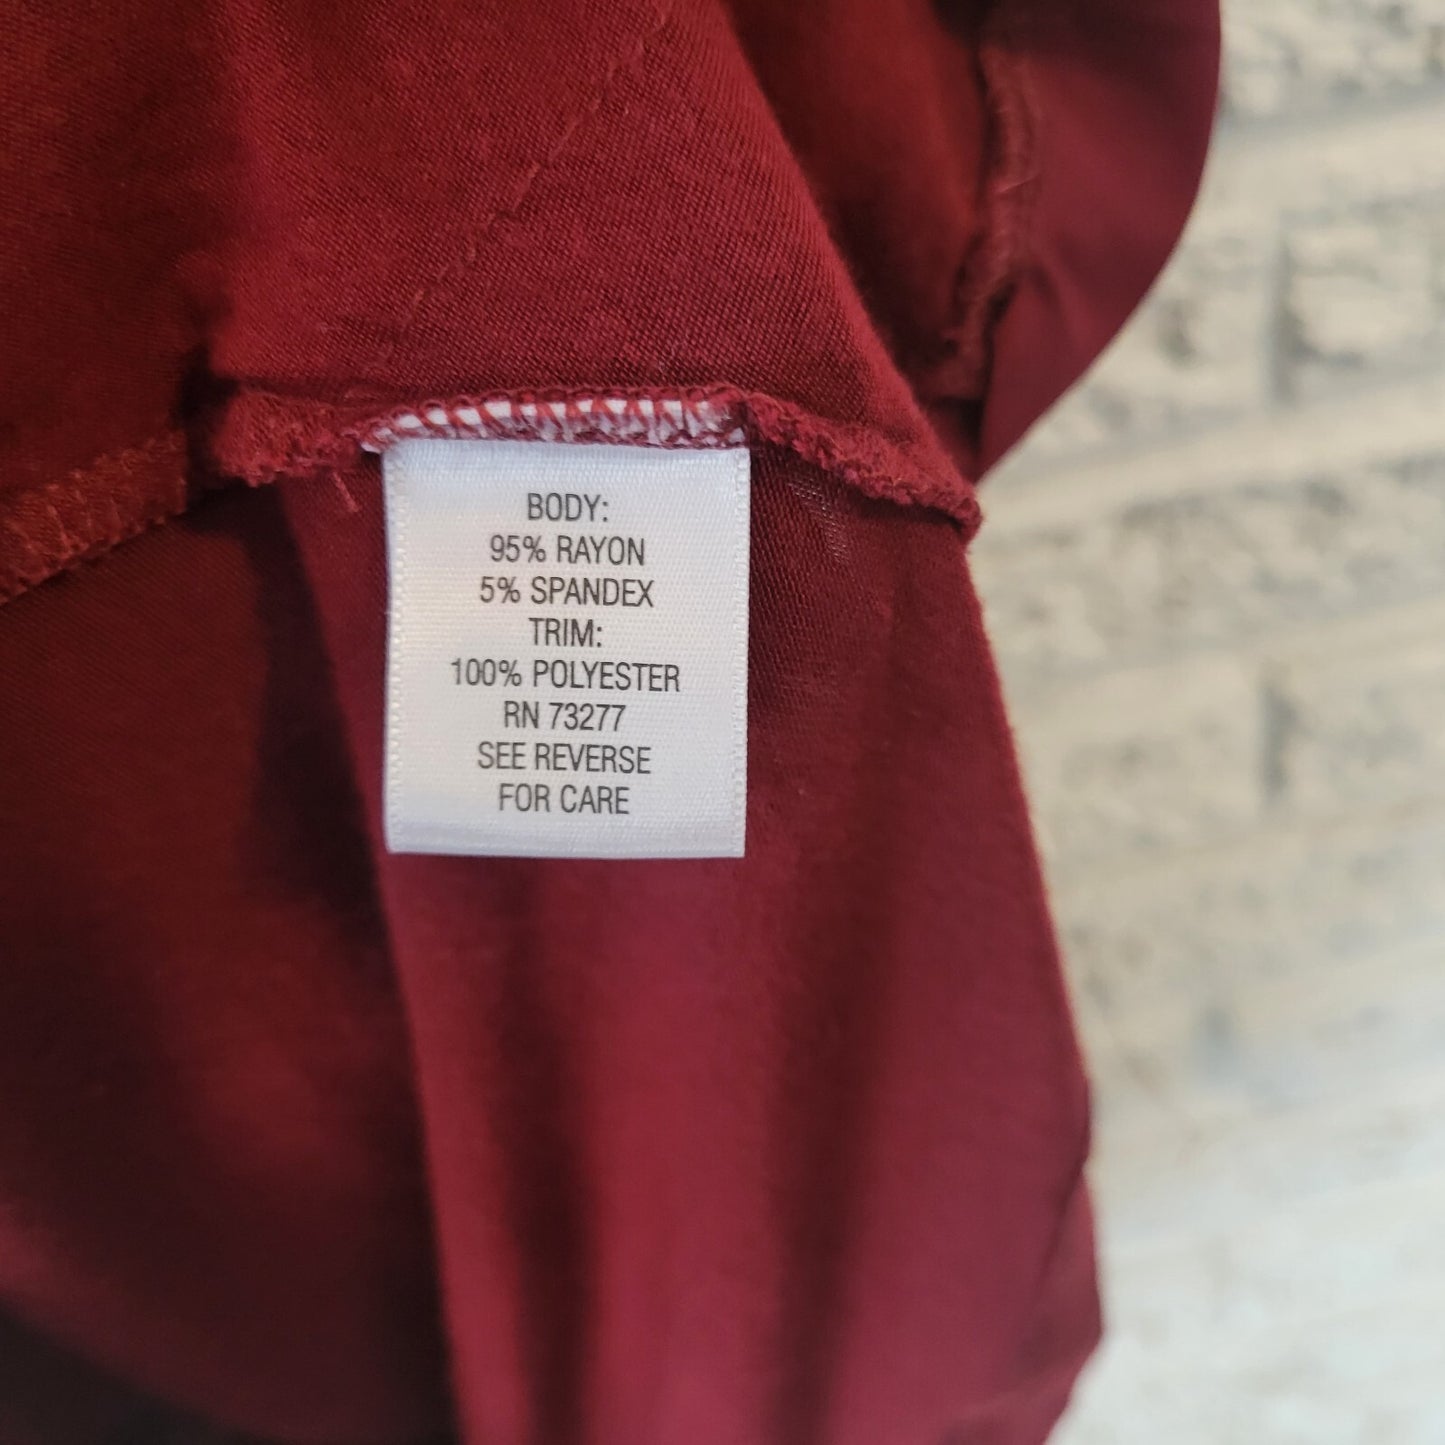 BODY:
95% RAYON
5% SPANDEX
TRIM:
100% POLYESTER
RN 73277
SEE REVERSE
FOR CARE